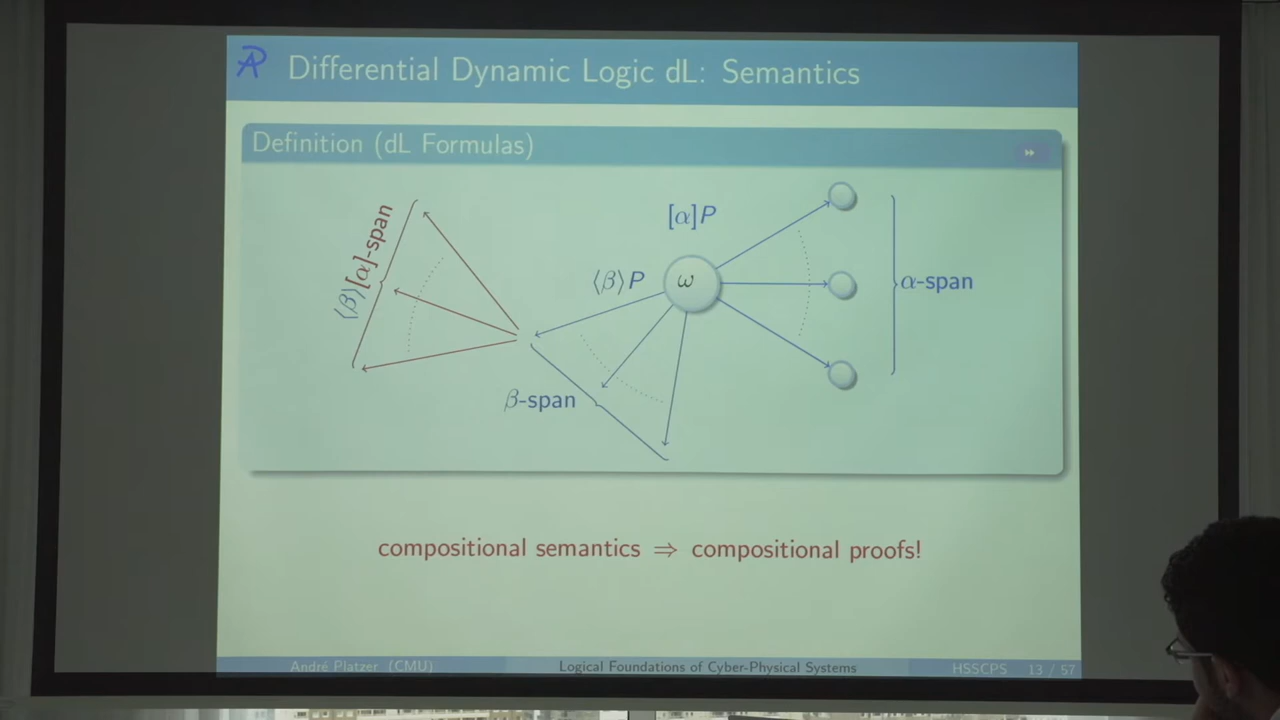 Differential Dynamic Logic dL: Semantics
Definition (dL Formulas)
[α]P
⟨β⟩P
ω
α-span
β-span
⟨β⟩[α]-span
compositional semantics ⇒ compositional proofs!
André Platzer (CMU)
Logical Foundations of Cyber-Physical Systems
HSSCPS
13 / 57